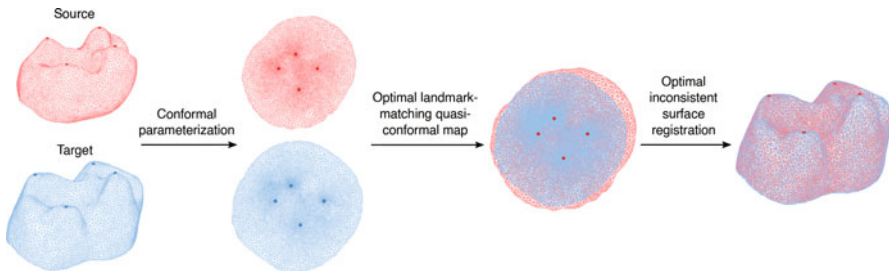 Source
Target
Conformal
parameterization
Optimal landmark-
matching quasi-
conformal map
Optimal
inconsistent
surface
registration